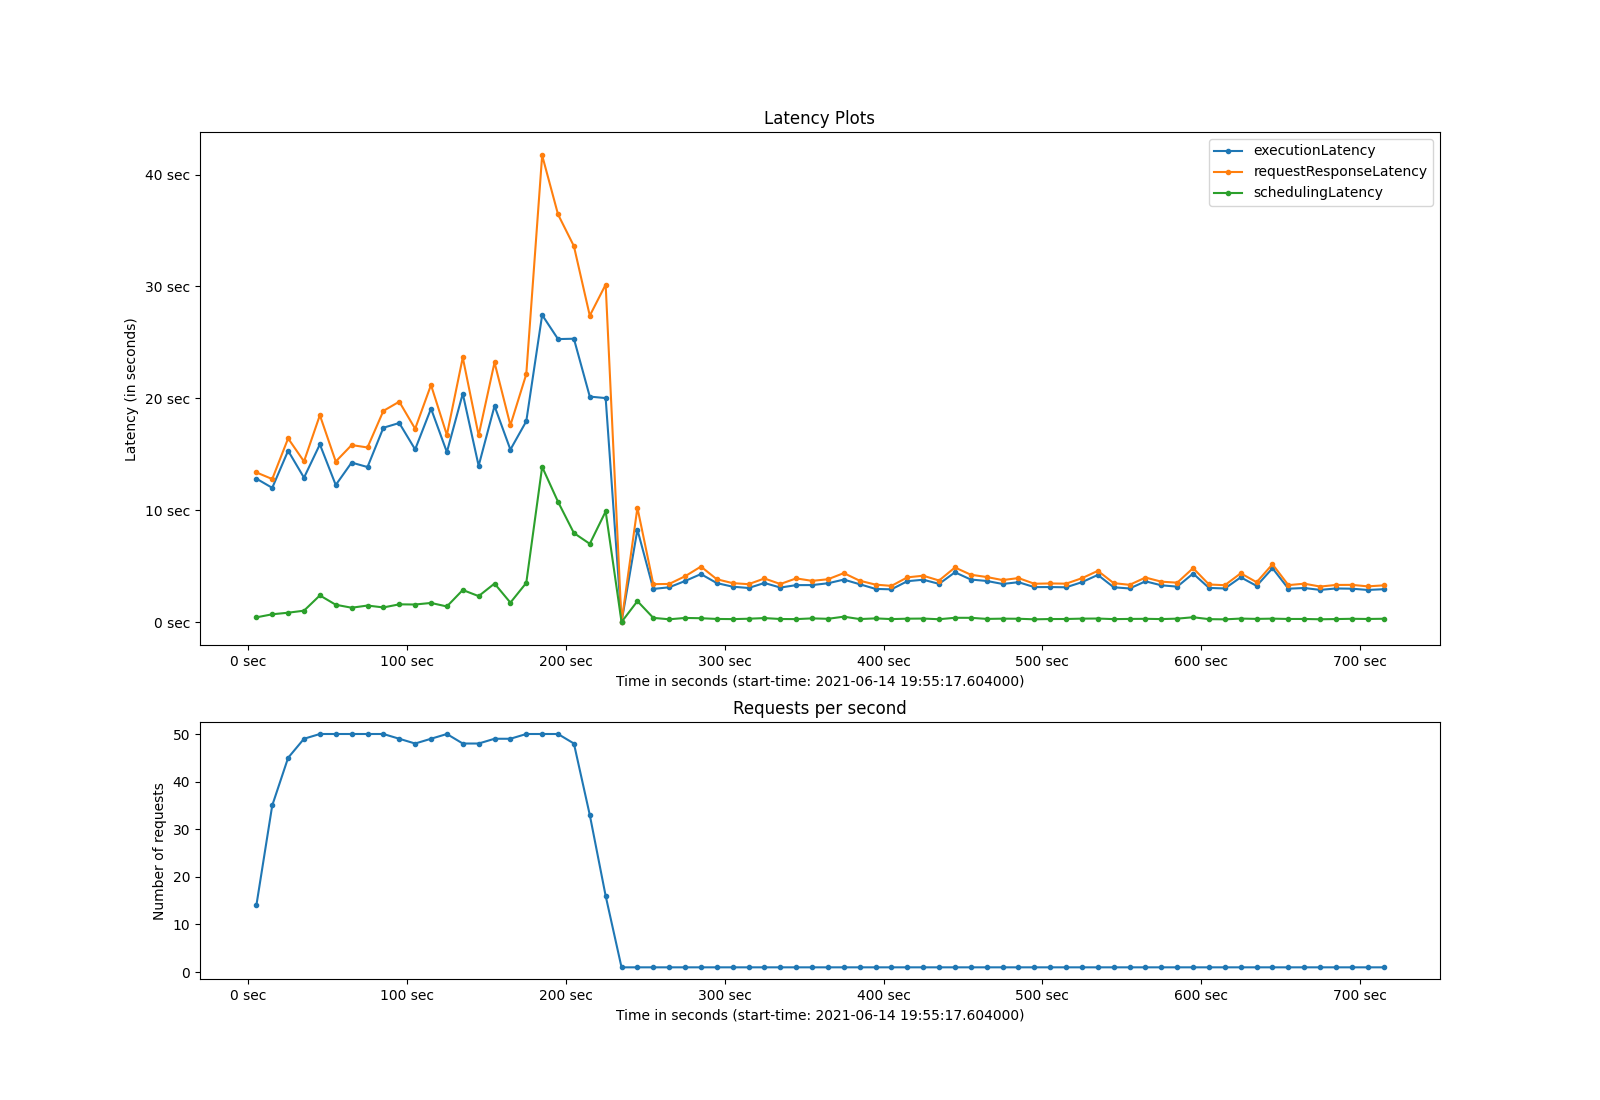 Latency Plots
executionLatency
requestResponseLatency
schedulingLatency
Latency (in seconds)
40 sec
30 sec
20 sec
10 sec
0 sec
0 sec 100 sec 200 sec 300 sec 400 sec 500 sec 600 sec 700 sec
Time in seconds (start-time: 2021-06-14 19:55:17.604000)
Requests per second
Number of requests
50
40
30
20
10
0
0 sec 100 sec 200 sec 300 sec 400 sec 500 sec 600 sec 700 sec
Time in seconds (start-time: 2021-06-14 19:55:17.604000)